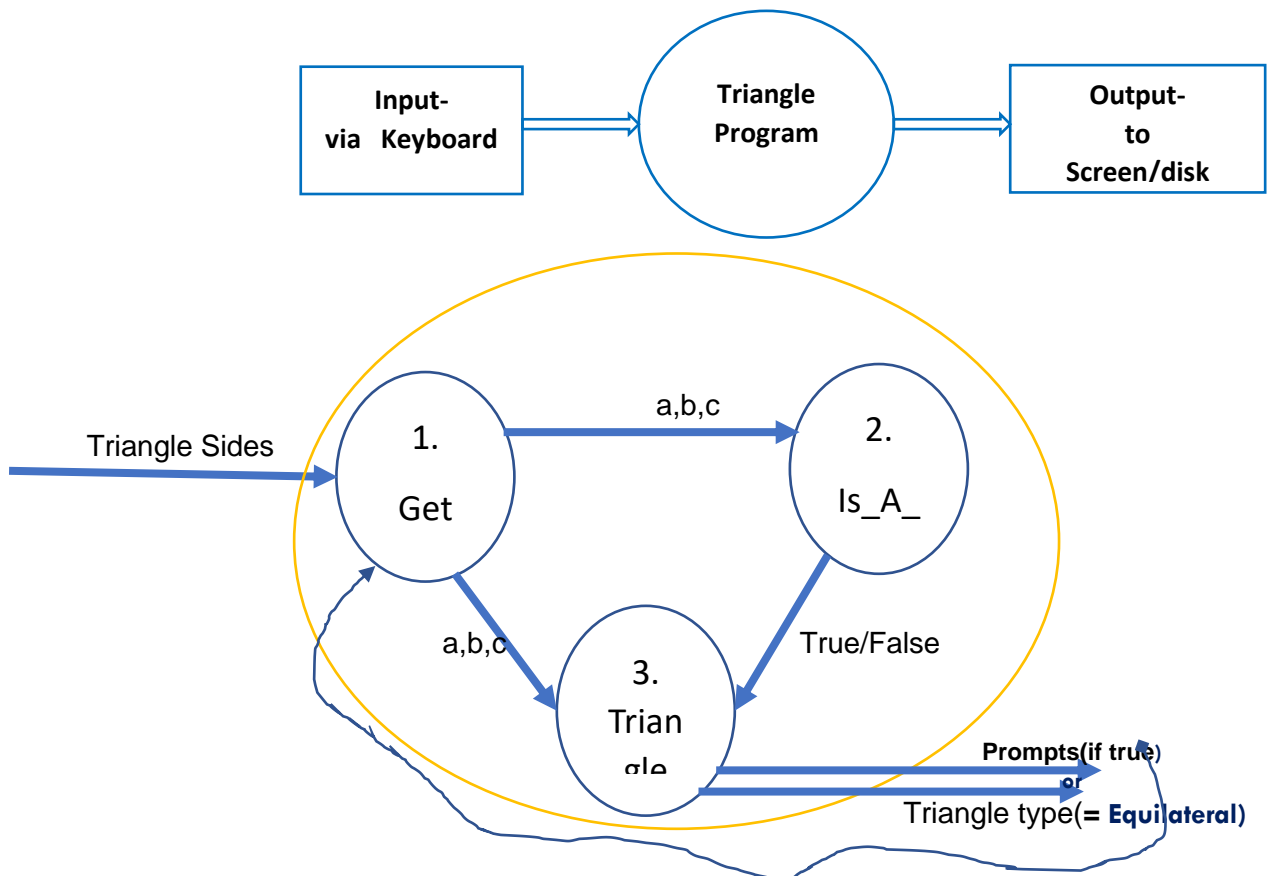 Input-
via Keyboard
Triangle
Program
Output-
to
Screen/disk
Triangle Sides
1.
Get
a,b,c
2.
Is_A_
a,b,c
True/False
3.
Trian
gle
Prompts(if true)
or
Triangle type(= Equilateral)